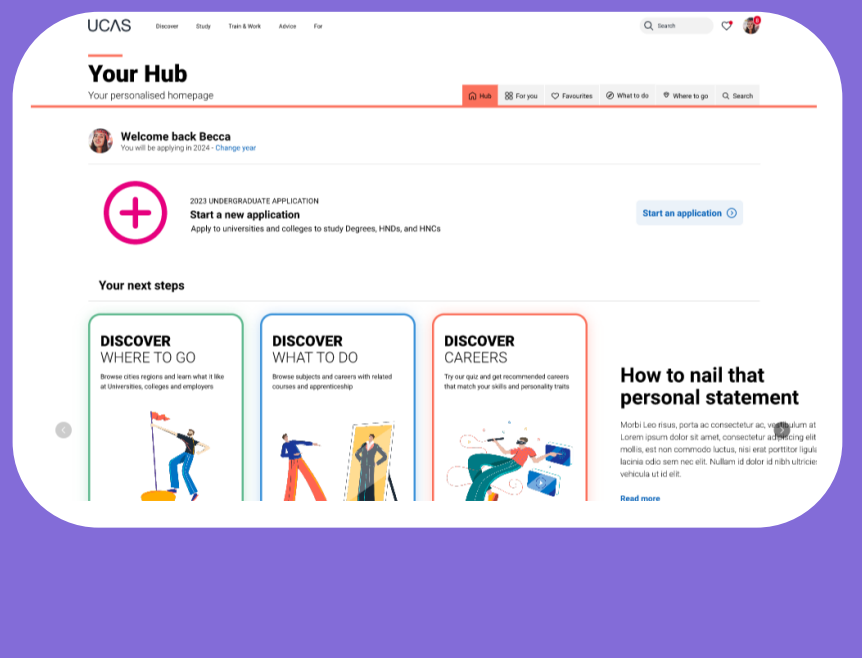 UCAS
Discover Study Train & Work Advice For Search
Your Hub
Your personalised homepage
Hub For you Favourites What to do Where to go Search
Welcome back Becca
You will be applying in 2024 - Change year
2023 UNDERGRADUATE APPLICATION
Start a new application
Apply to universities and colleges to study Degrees, HNDs, and HNCs
Start an application
Your next steps
DISCOVER
WHERE TO GO
Browse cities regions and learn what it like
at Universities, colleges and employers
DISCOVER
WHAT TO DO
Browse subjects and careers with related
courses and apprenticeship
DISCOVER
CAREERS
Try our quiz and get recommended careers
that match your skills and personality traits
How to nail that
personal statement
Morbi Leo risus, porta ac consectetur ac, vestibulum at
Lorem ipsum dolor sit amet, consectetur adipiscing elit
mollis, est non commodo luctus, nisi erat porttitor ligula
lacinia odio sem nec elit. Nullam id dolor id nibh ultricies
vehicula ut id elit.
Read more